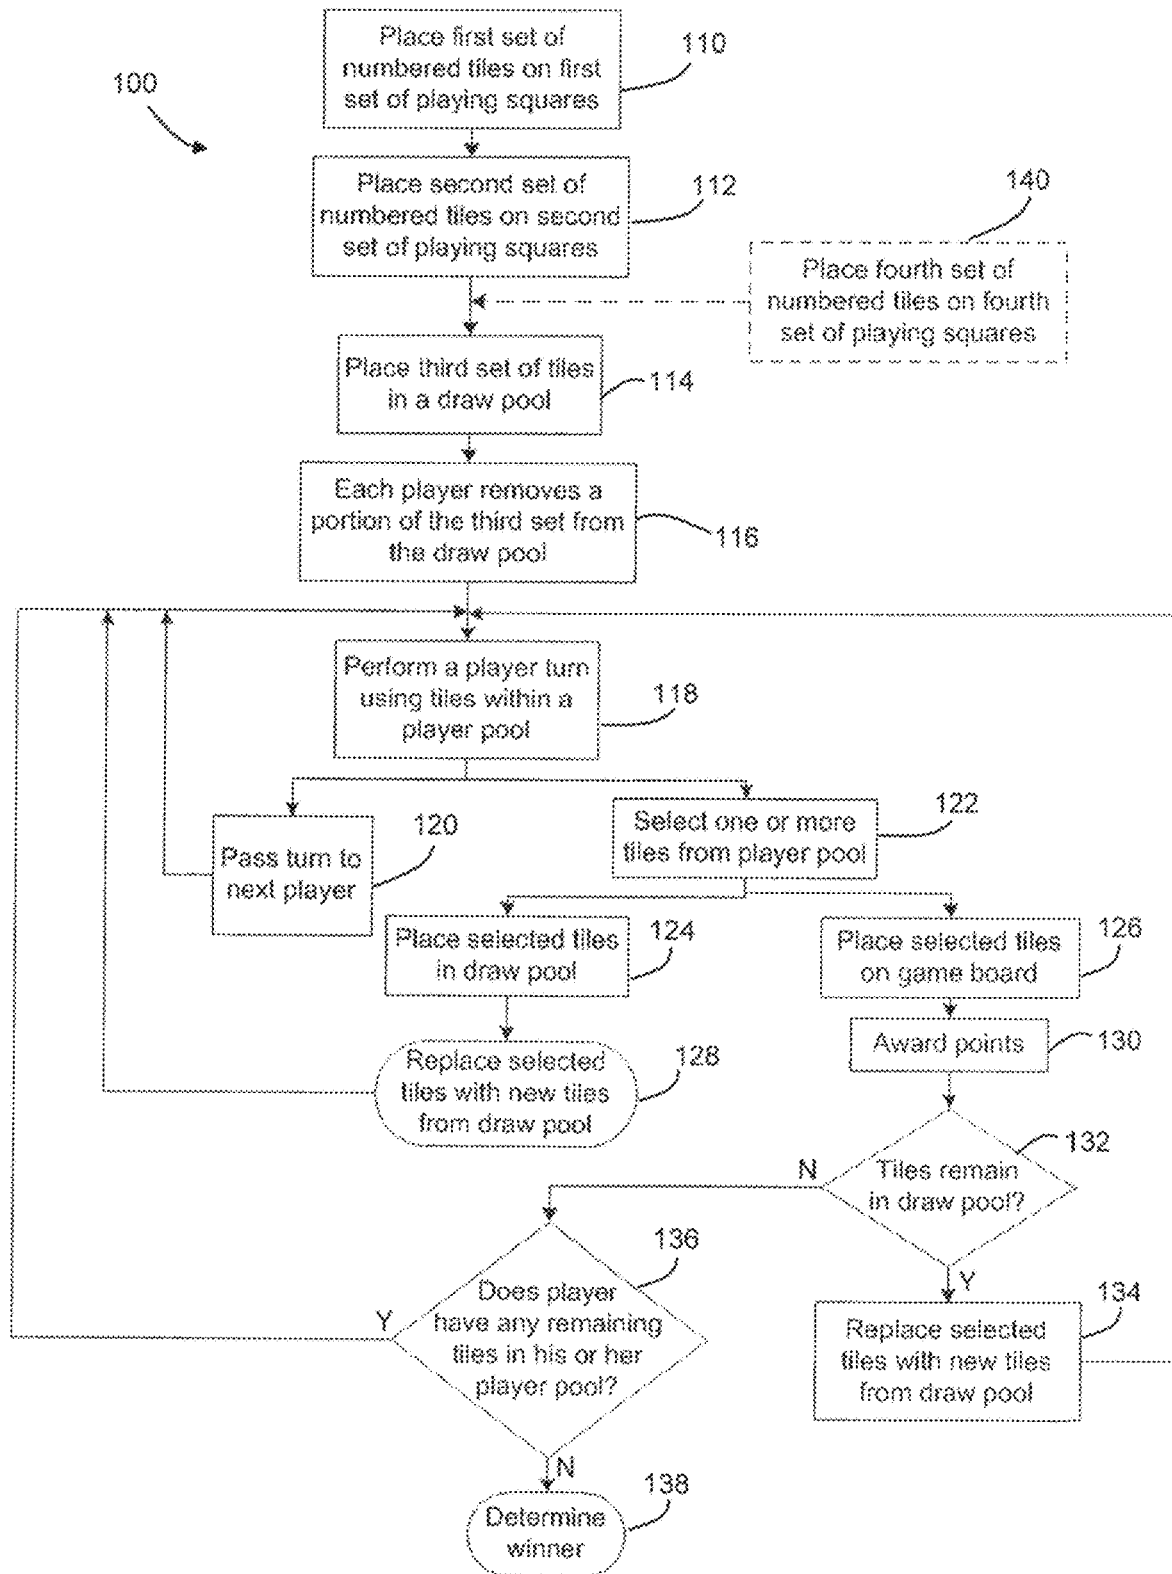 Place first set of
numbered tiles on first
set of playing squares
110
100
Place second set of
numbered tiles on second
set of playing squares
112
140
Place fourth set of
numbered tiles on fourth
set of playing squares
Place third set of tiles
in a draw pool
114
Each player removes a
portion of the third set from
the draw pool
116
Perform a player turn
using tiles within a
player pool
118
Pass turn to
next player
120
Select one or more
tiles from player pool
122
Place selected tiles
in draw pool
124
Place selected tiles
on game board
126
Replace selected
tiles with new tiles
from draw pool
128
Award points
130
Tiles remain
in draw pool?
132
N
Y
Does player
have any remaining
tiles in his or her
player pool?
136
Y
N
Replace selected
tiles with new tiles
from draw pool
134
Determine
winner
138